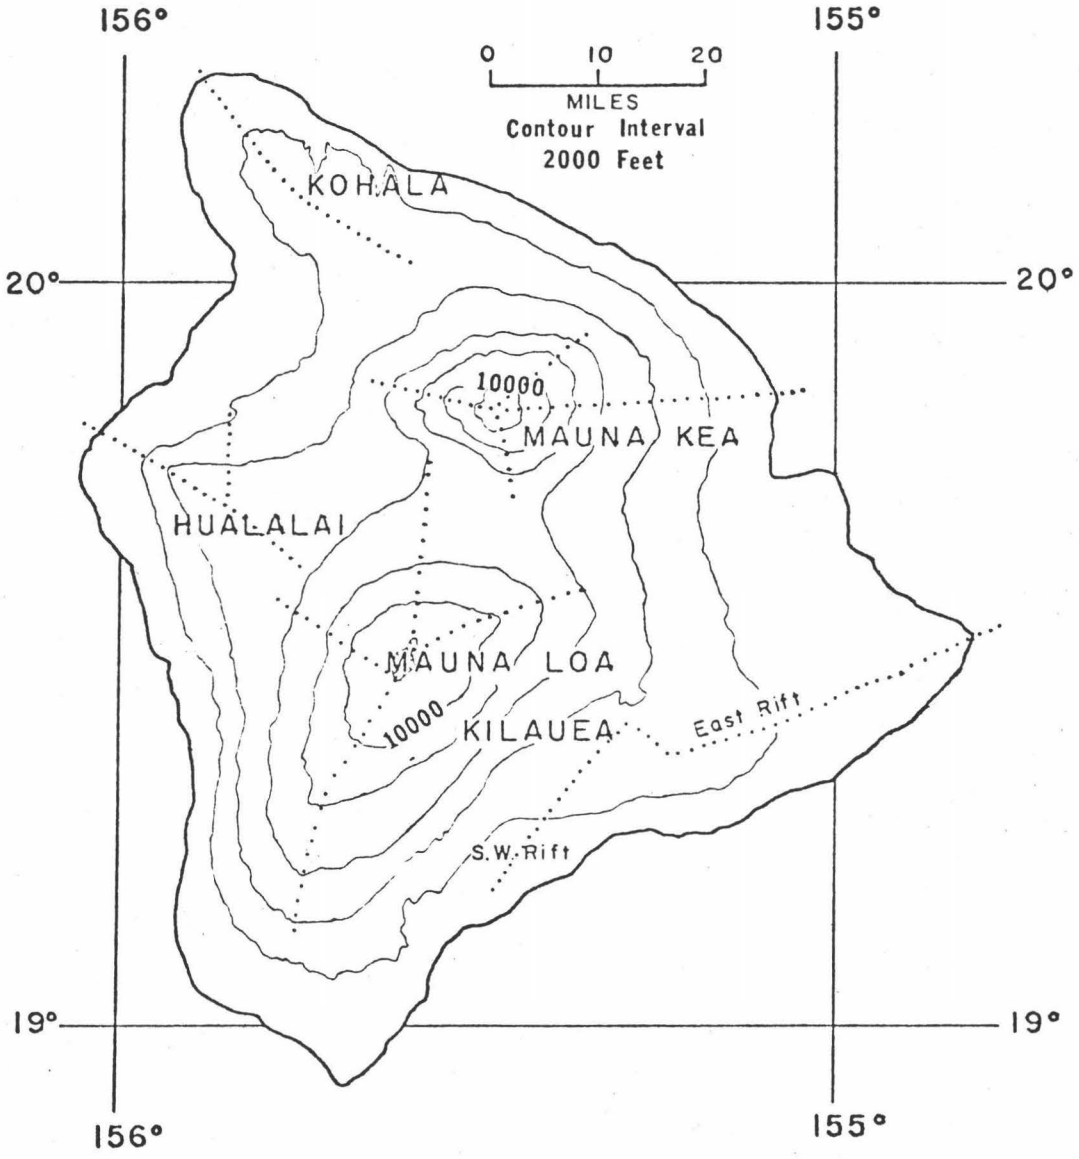 156° 155°
0 10 20
MILES
Contour Interval
2000 Feet
KOHALA
20° 20°
10000
MAUNA KEA
HUALALAI
MAUNA LOA
10000
KILAUEA
East Rift
S.W. Rift
19° 19°
156° 155°